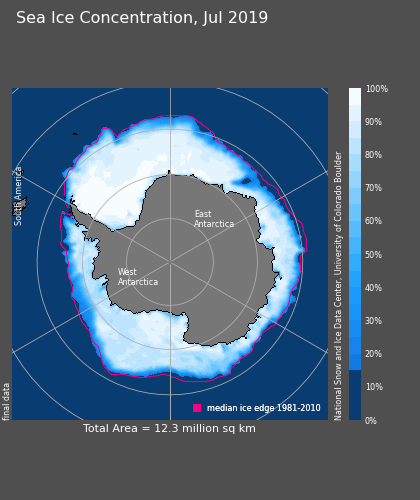 Sea Ice Concentration, Jul 2019
100%
90%
80%
70%
60%
50%
40%
30%
20%
10%
0%
South America
East
Antarctica
West
Antarctica
National Snow and Ice Data Center, University of Colorado Boulder
final data
median ice edge 1981-2010
Total Area = 12.3 million sq km